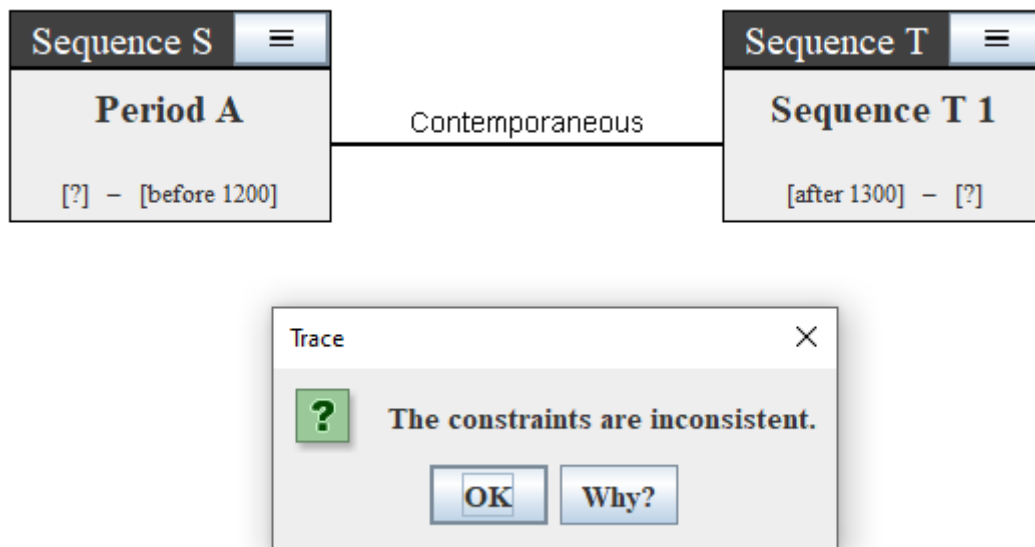 Sequence S ≡
Sequence T ≡
Period A
Contemporaneous
Sequence T 1
[?] – [before 1200]
[after 1300] – [?]
Trace
?
The constraints are inconsistent.
OK
Why?